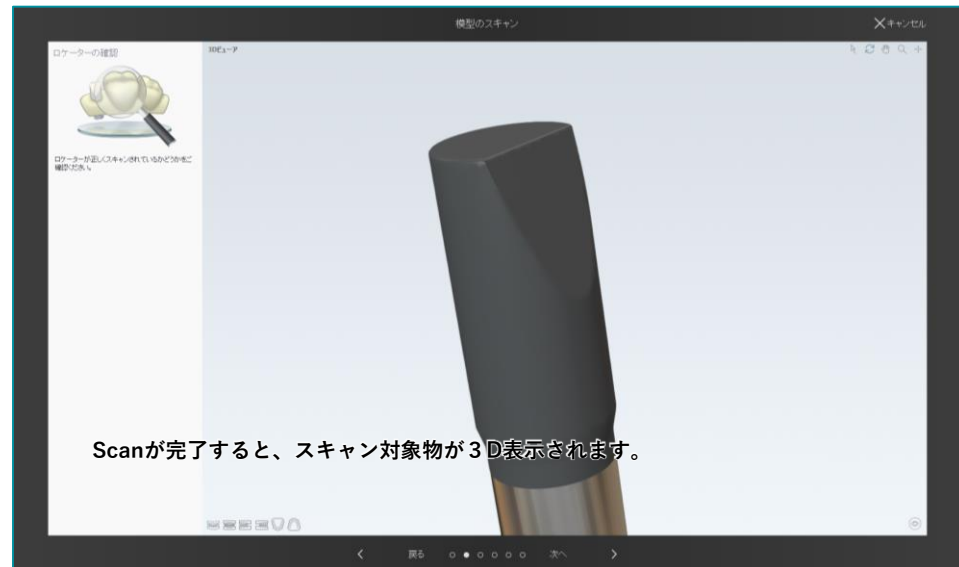 模型のスキャン
キャンセル
ロケーターの確認
3Dビューア
ロケーターが正しくスキャンされているかどうかをご
確認ください。
Scanが完了すると、スキャン対象物が３D表示されます。
戻る
次へ